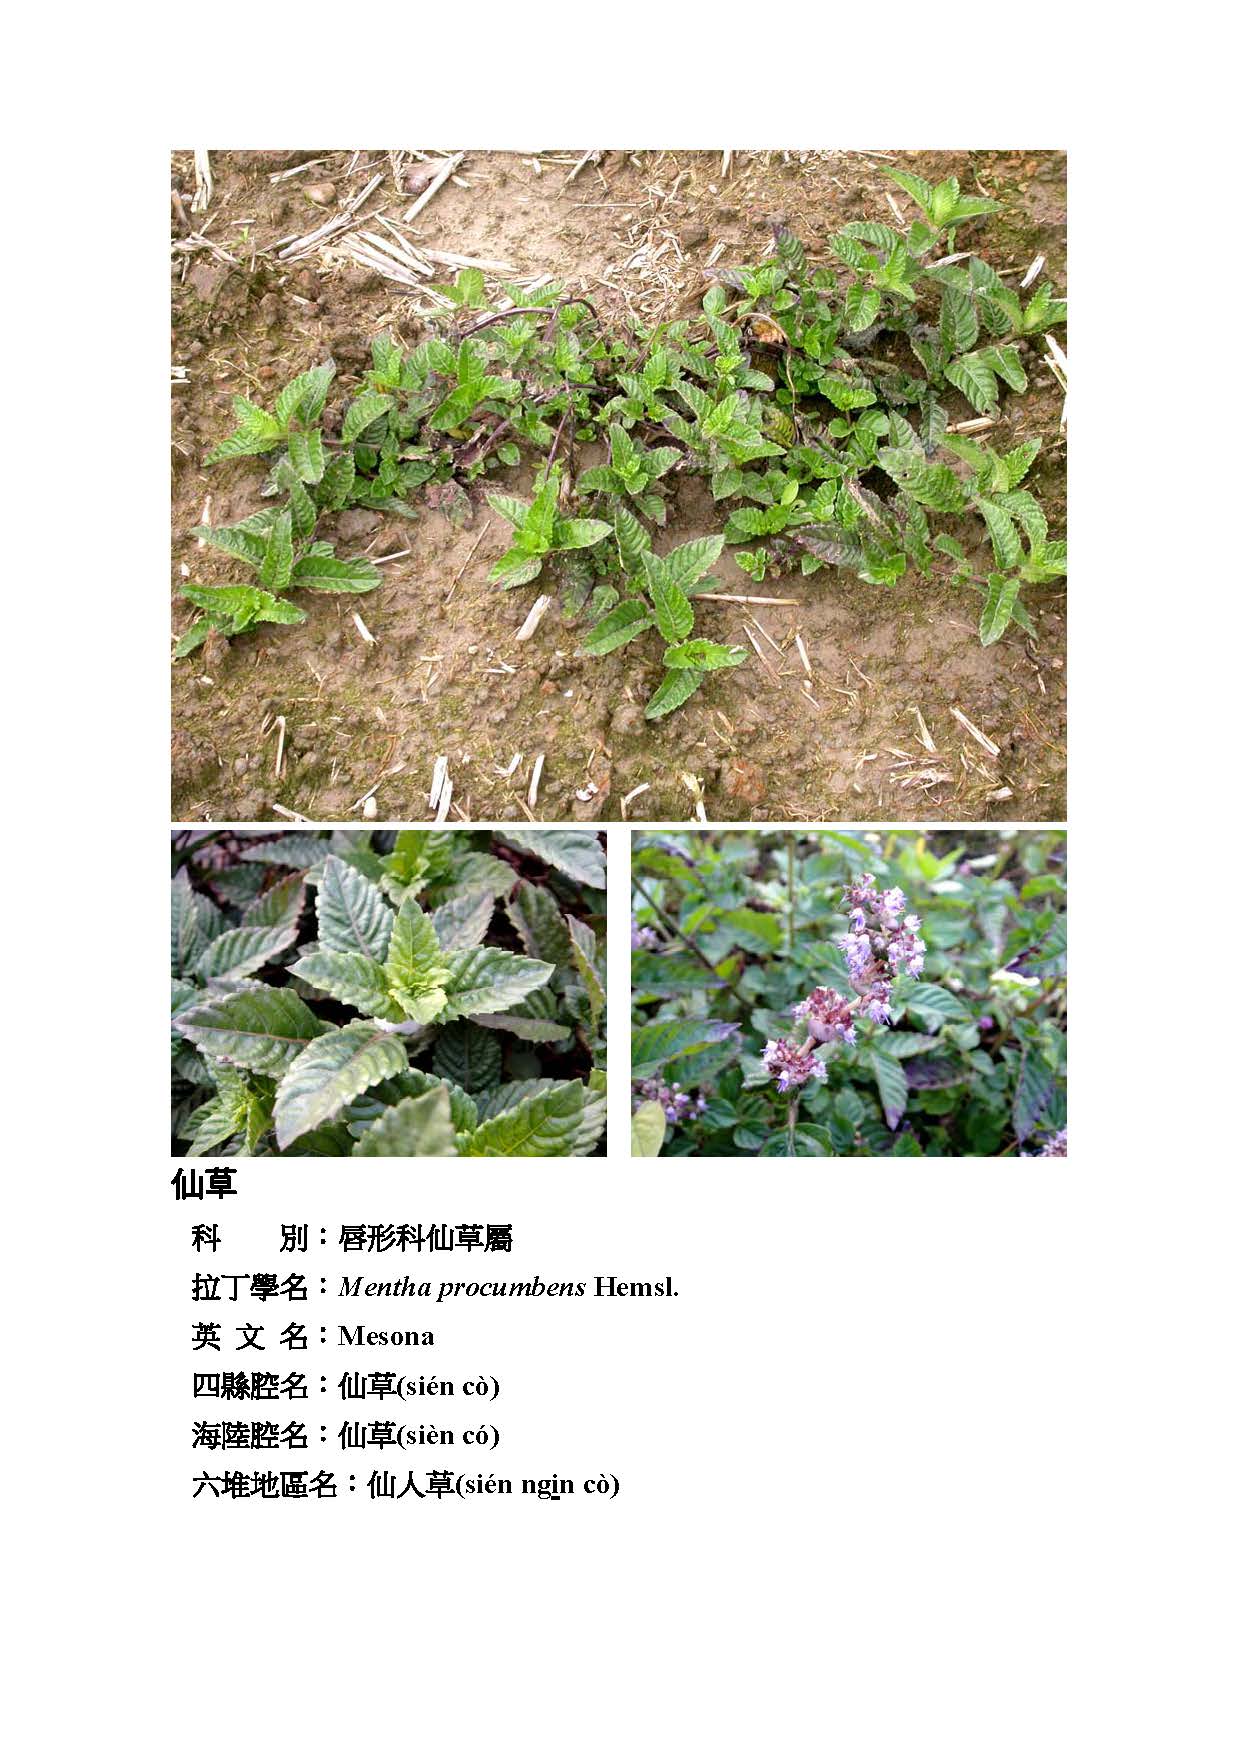 仙草
科　　別：唇形科仙草屬
拉丁學名：Mentha procumbens Hemsl.
英 文 名：Mesona
四縣腔名：仙草(sién cò)
海陸腔名：仙草(sièn có)
六堆地區名：仙人草(sién ngin cò)